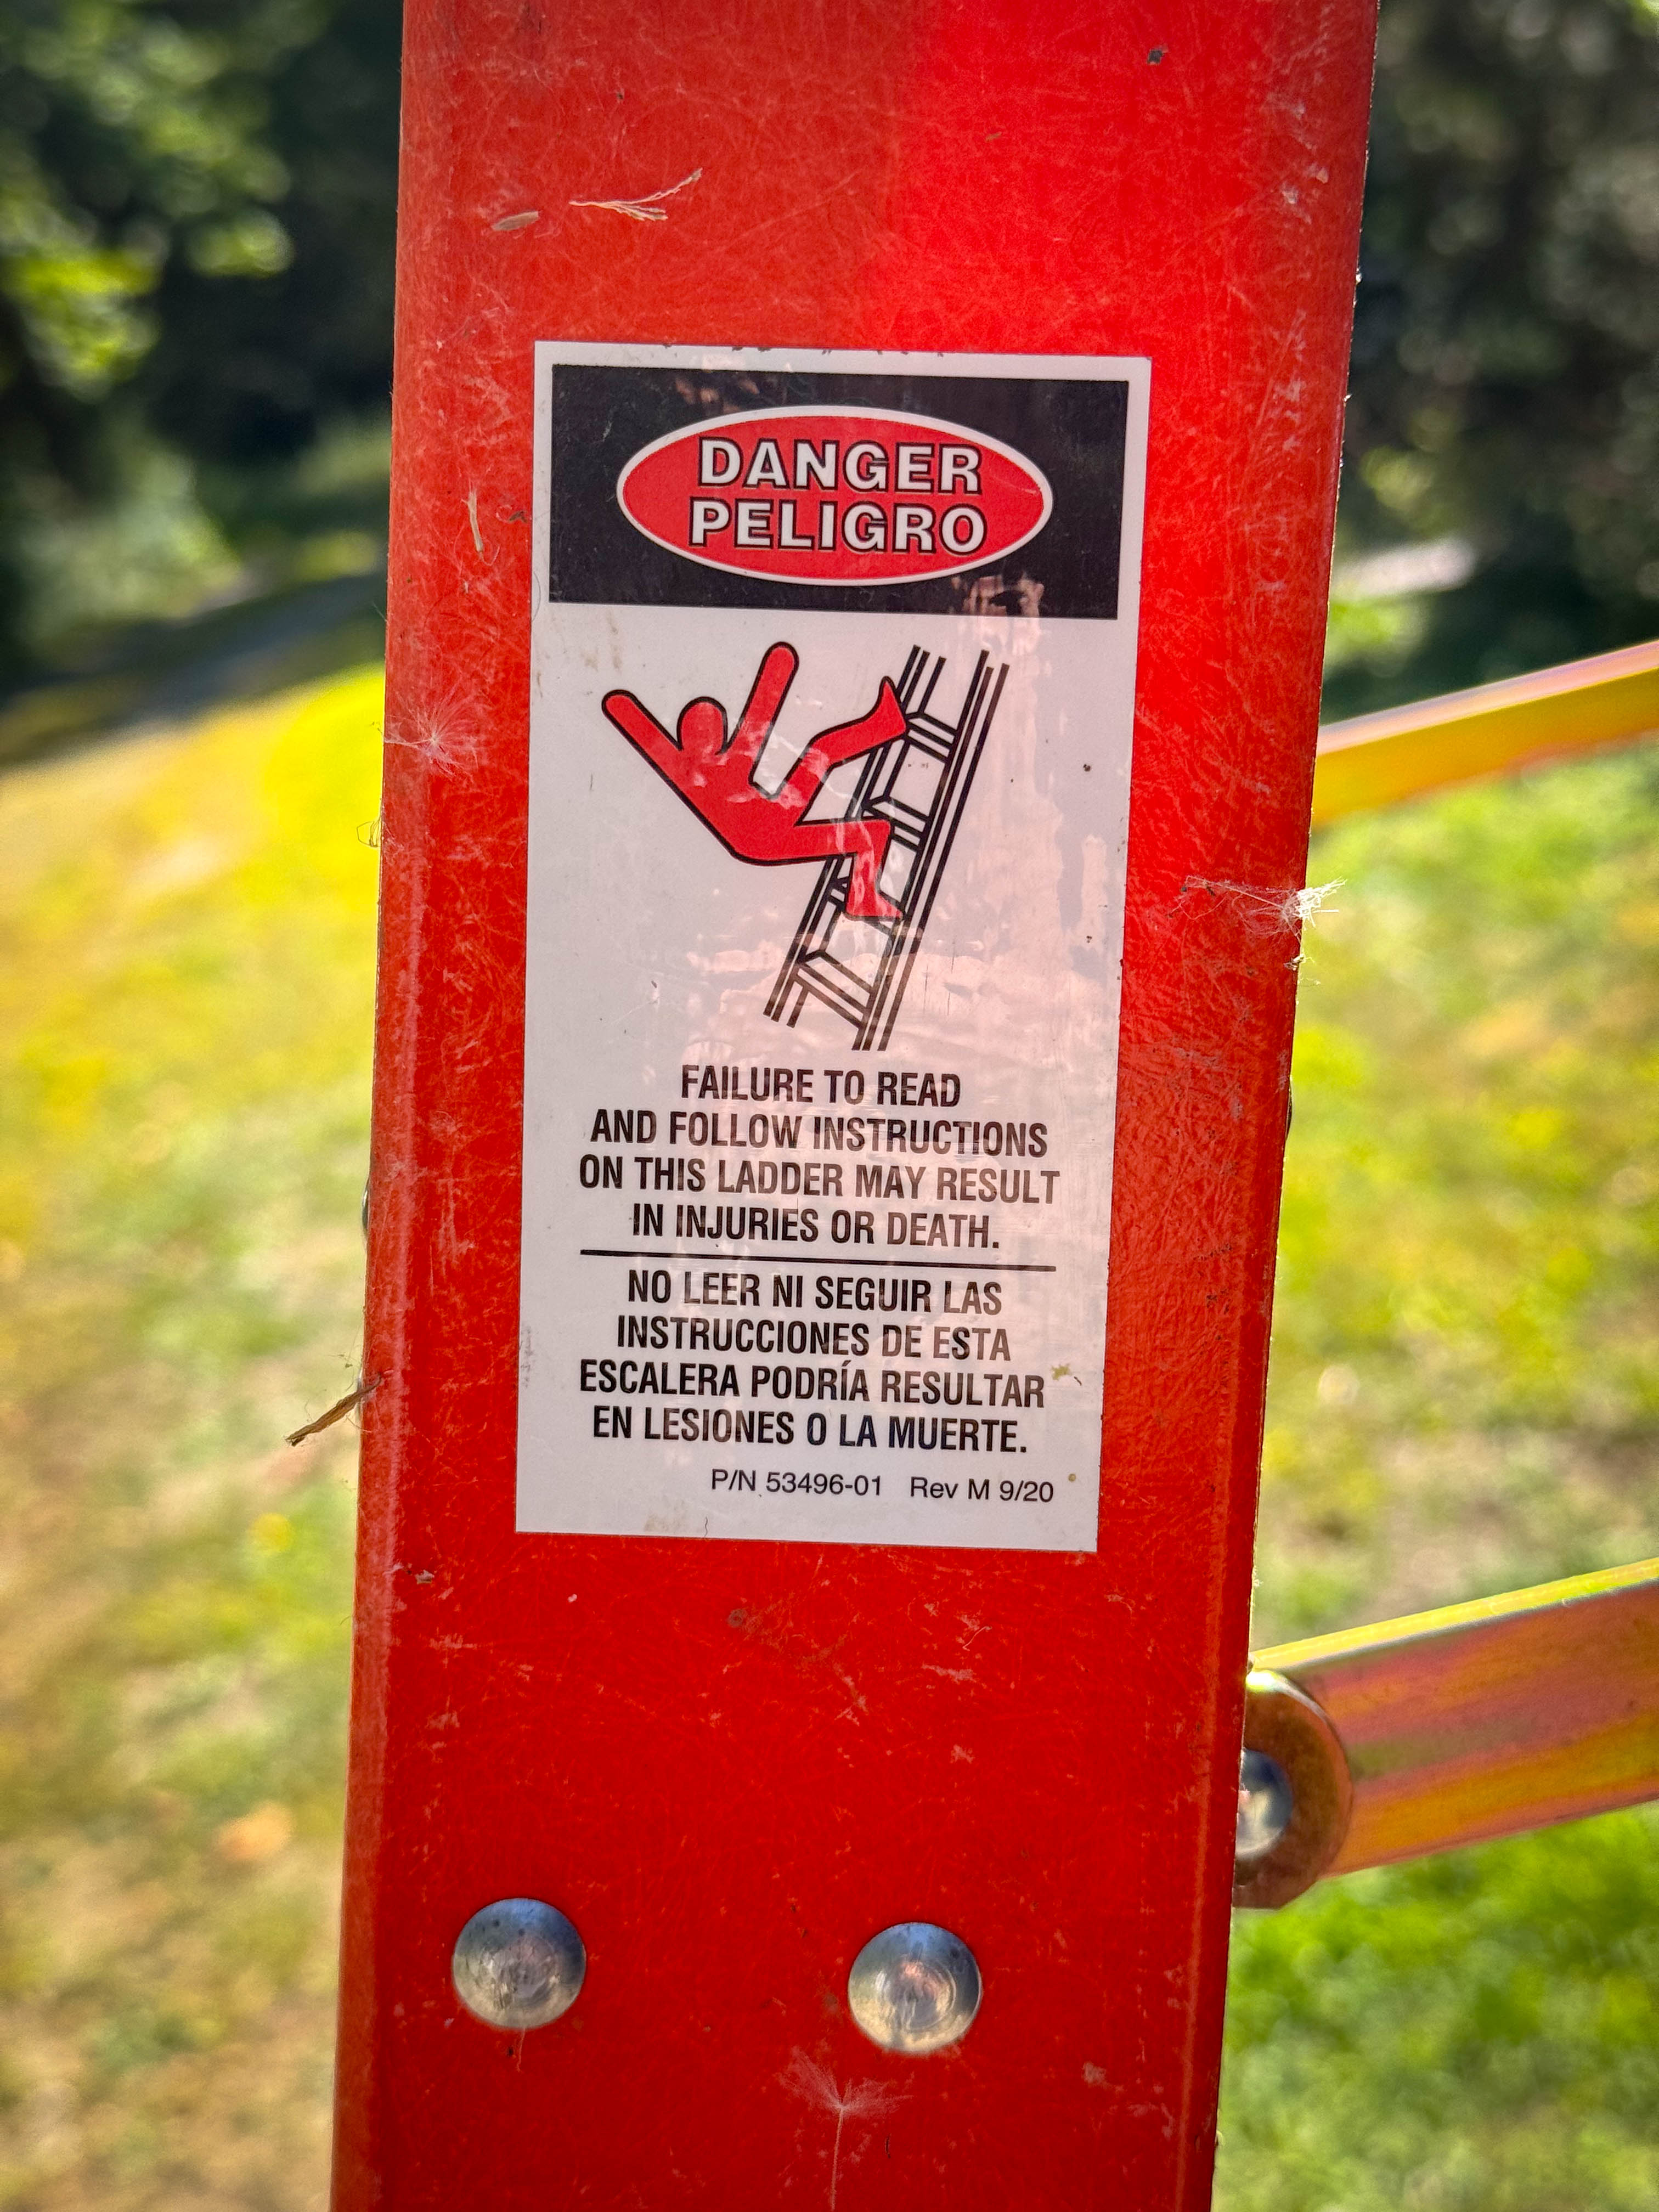 DANGER
PELIGRO
FAILURE TO READ
AND FOLLOW INSTRUCTIONS
ON THIS LADDER MAY RESULT
IN INJURIES OR DEATH.
NO LEER NI SEGUIR LAS
INSTRUCCIONES DE ESTA
ESCALERA PODRÍA RESULTAR
EN LESIONES O LA MUERTE.
P/N 53496-01 Rev M 9/20